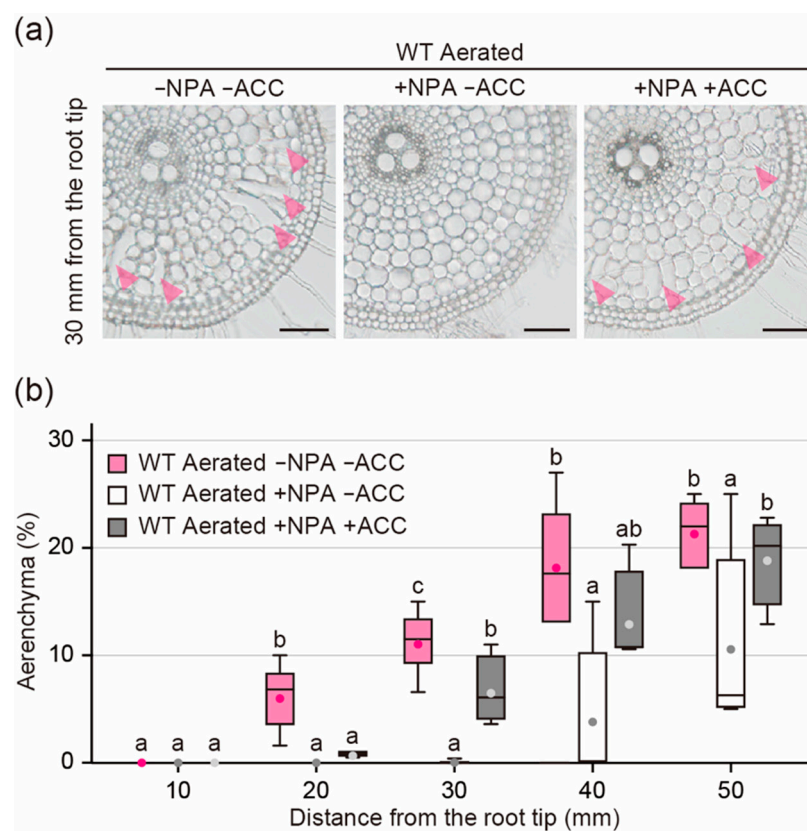 (a)
WT Aerated
−NPA −ACC +NPA −ACC +NPA +ACC
30 mm from the root tip
(b)
30
20
10
0
Aerenchyma (%)
WT Aerated −NPA −ACC
WT Aerated +NPA −ACC
WT Aerated +NPA +ACC
a a a
b a a
c a b
b a ab
b a b
10 20 30 40 50
Distance from the root tip (mm)